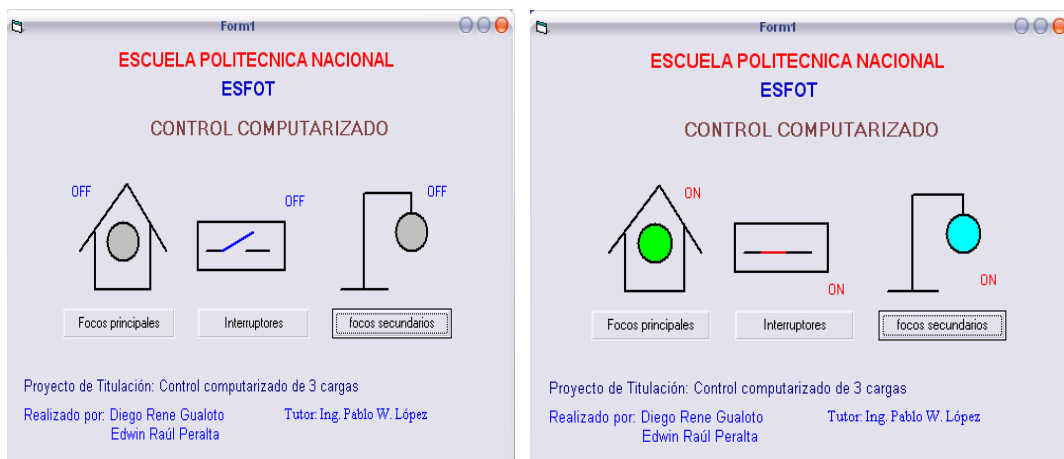 Form1
ESCUELA POLITECNICA NACIONAL
ESFOT
CONTROL COMPUTARIZADO
OFF
OFF
OFF
Focos principales
Interruptores
focos secundarios
Proyecto de Titulación: Control computarizado de 3 cargas
Realizado por: Diego Rene Gualoto
Tutor: Ing. Pablo W. López
Edwin Raúl Peralta
Form1
ESCUELA POLITECNICA NACIONAL
ESFOT
CONTROL COMPUTARIZADO
ON
ON
ON
Focos principales
Interruptores
focos secundarios
Proyecto de Titulación: Control computarizado de 3 cargas
Realizado por: Diego Rene Gualoto
Tutor: Ing. Pablo W. López
Edwin Raúl Peralta